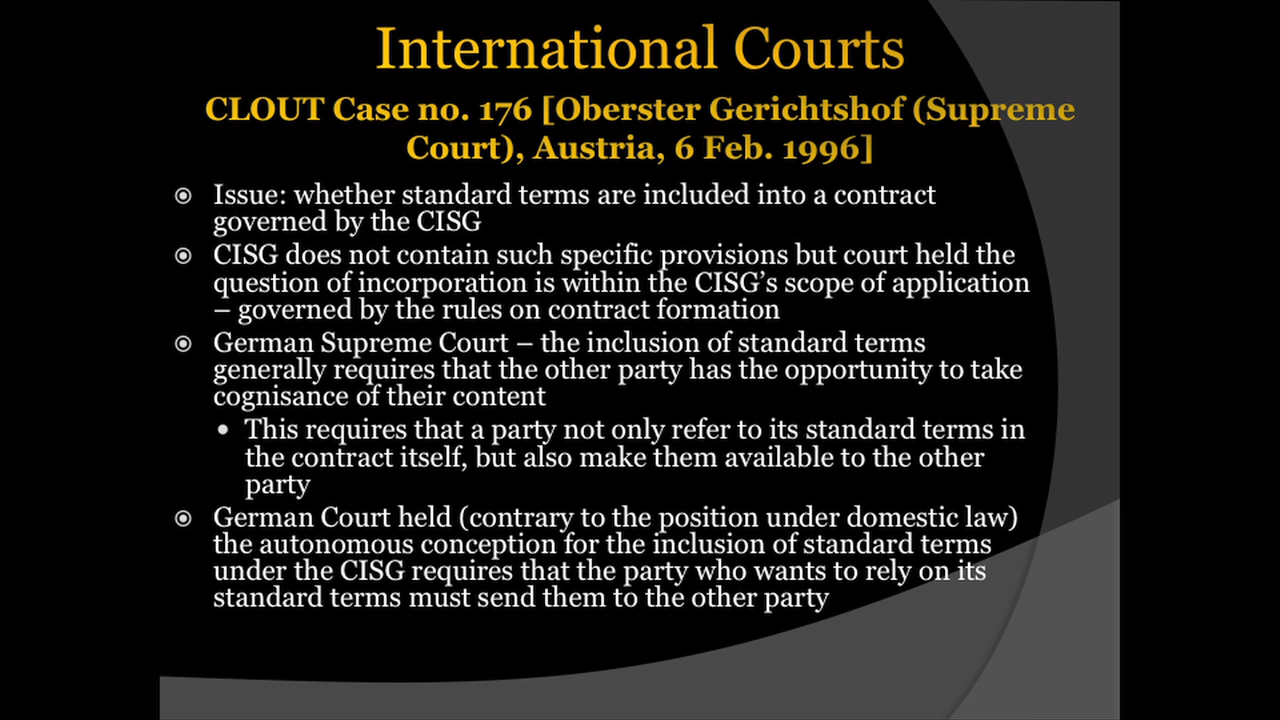 International Courts
CLOUT Case no. 176 [Oberster Gerichtshof (Supreme
Court), Austria, 6 Feb. 1996]
Issue: whether standard terms are included into a contract
governed by the CISG
CISG does not contain such specific provisions but court held the
question of incorporation is within the CISG’s scope of application
– governed by the rules on contract formation
German Supreme Court – the inclusion of standard terms
generally requires that the other party has the opportunity to take
cognisance of their content
This requires that a party not only refer to its standard terms in
the contract itself, but also make them available to the other
party
German Court held (contrary to the position under domestic law)
the autonomous conception for the inclusion of standard terms
under the CISG requires that the party who wants to rely on its
standard terms must send them to the other party